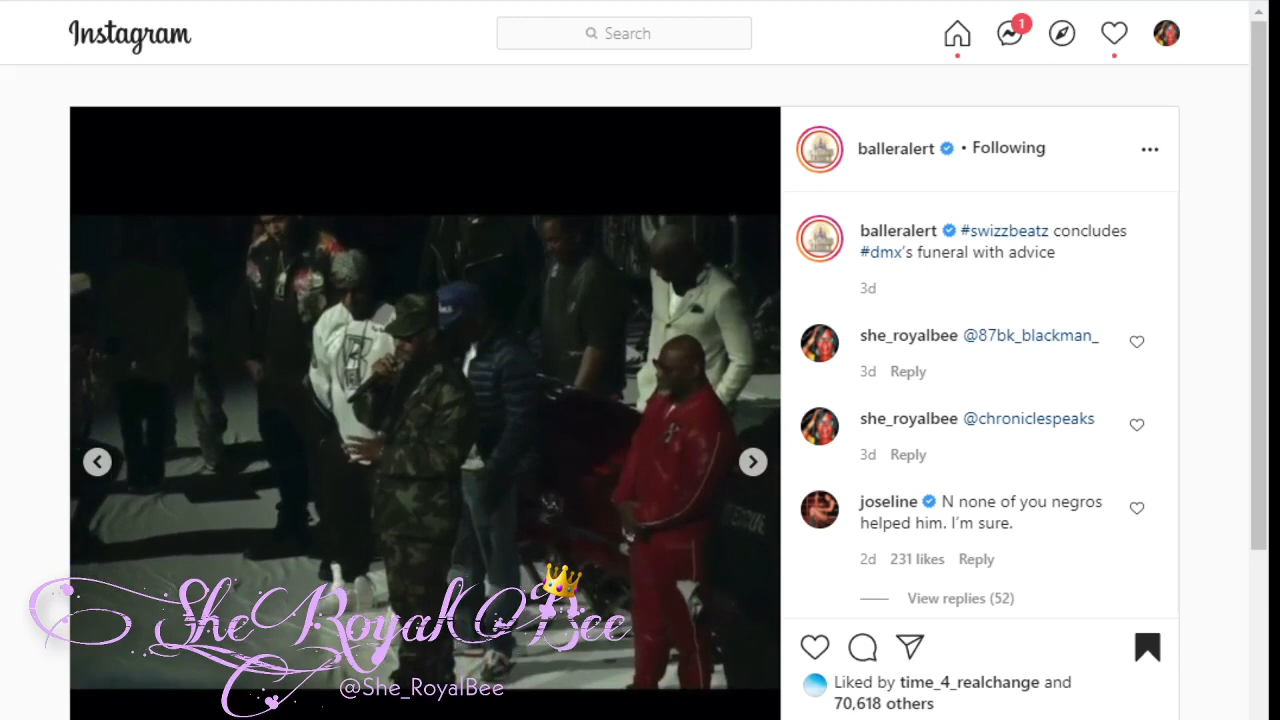 Instagram
Search
1
balleralert • Following
balleralert #swizzbeatz concludes
#dmx's funeral with advice
3d
she_royalbee @87bk_blackman_
3d Reply
she_royalbee @chroniclespeaks
3d Reply
joseline N none of you negros
helped him. I'm sure.
2d 231 likes Reply
View replies (52)
SheRoyalBee
@She_RoyalBee
Liked by time_4_realchange and
70,618 others